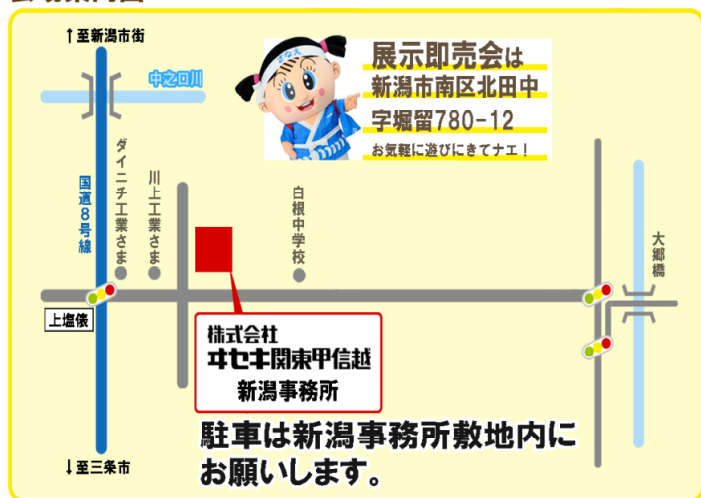 ↑至新潟市街
中之口川
展示即売会は
新潟市南区北田中
字堀留780-12
お気軽に遊びにきてナエ！
なえ
国道8号線
ダイニチ工業さま
川上工業さま
白根中学校
大郷橋
上塩俵
株式会社
ヰセキ関東甲信越
新潟事務所
駐車は新潟事務所敷地内に
お願いします。
↓至三条市